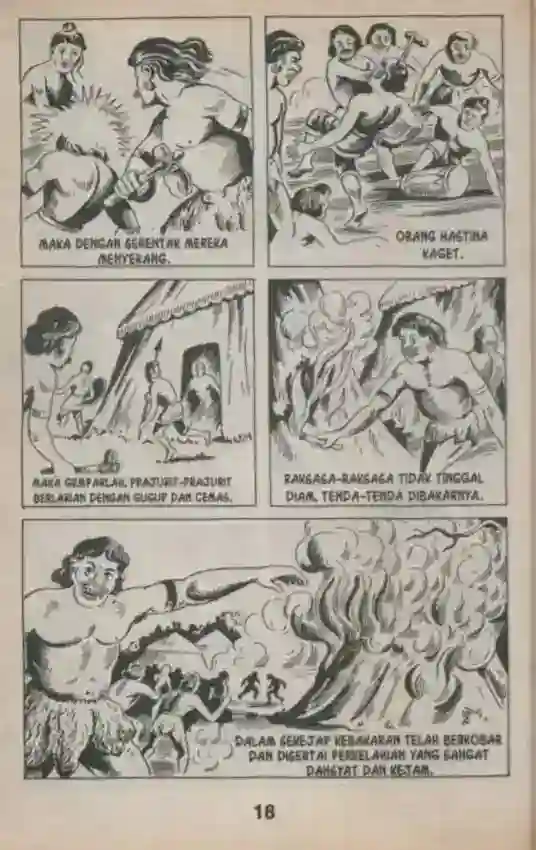 MAKA DENGAN SERENTAK MEREKA
MENYERANG.
ORANG HASTINA
KAGET.
MAKA GEMPARLAH, PRAJURIT-PRAJURIT
BERLARIAN DENGAN GUGUP DAN CEMAS.
RAKSASA-RAKSASA TIDAK TINGGAL
DIAM, TENDA-TENDA DIBAKARNYA.
DALAM SEKEJAP KEBAKARAN TELAH BERKOBAR
DAN DISERTAI PERKELAHIAN YANG SANGAT
DAHSYAT DAN KEJAM.
18